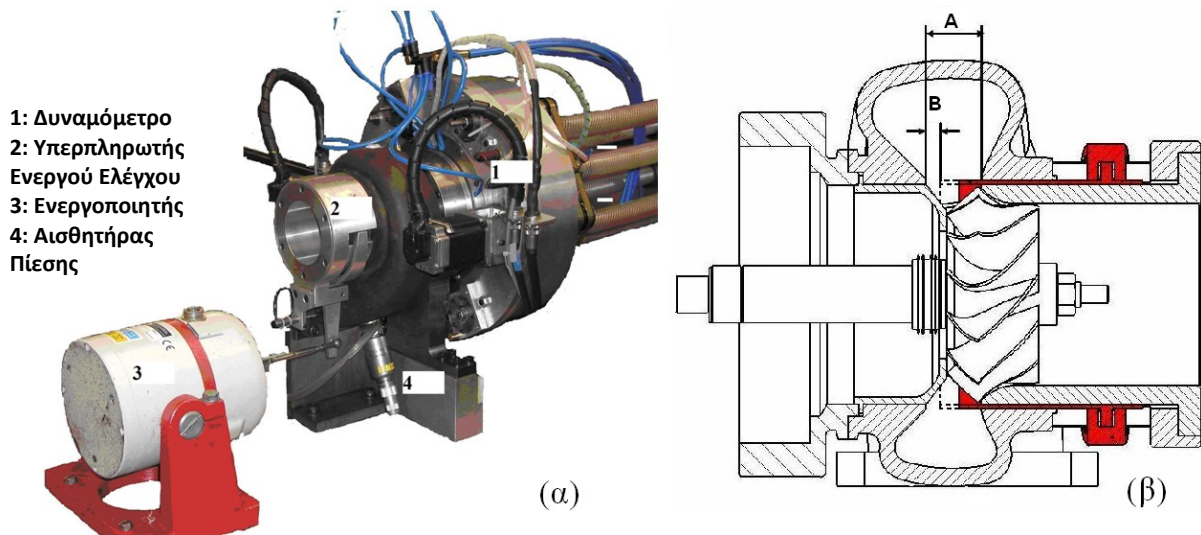 1: Δυναμόμετρο
2: Υπερπληρωτής
Ενεργού Ελέγχου
3: Ενεργοποιητής
4: Αισθητήρας
Πίεσης
1
2
3
4
(α)
A
B
(β)